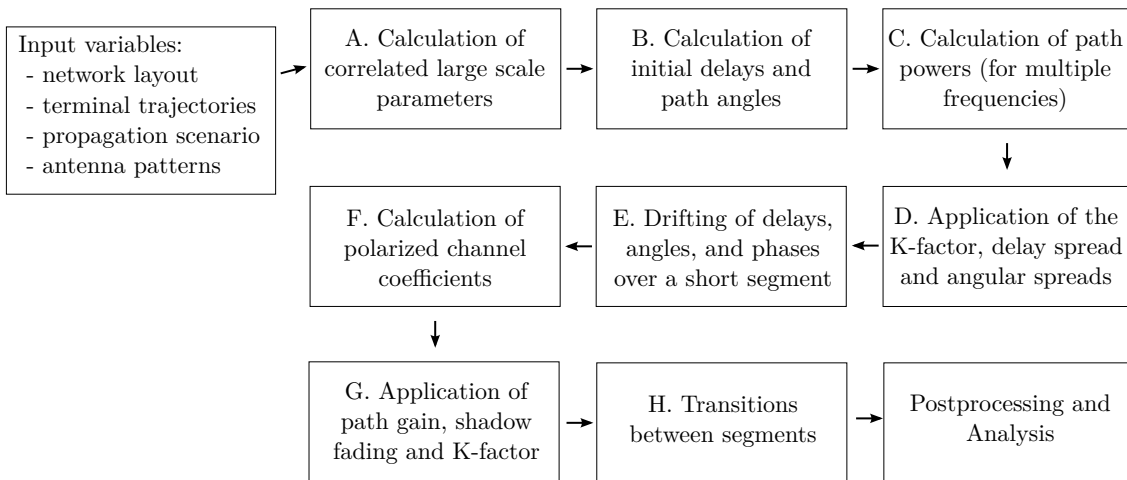 Input variables:
- network layout
- terminal trajectories
- propagation scenario
- antenna patterns
A. Calculation of
correlated large scale
parameters
B. Calculation of
initial delays and
path angles
C. Calculation of path
powers (for multiple
frequencies)
D. Application of the
K-factor, delay spread
and angular spreads
E. Drifting of delays,
angles, and phases
over a short segment
F. Calculation of
polarized channel
coefficients
G. Application of
path gain, shadow
fading and K-factor
H. Transitions
between segments
Postprocessing and
Analysis